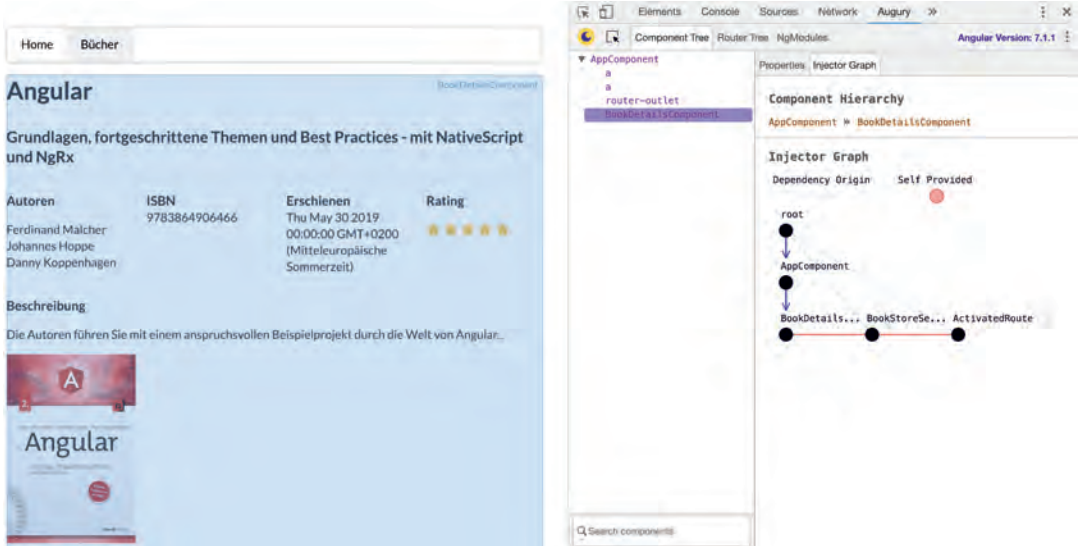 Home Bücher
Angular
BookDetailsComponent
Grundlagen, fortgeschrittene Themen und Best Practices - mit NativeScript
und NgRx
Autoren ISBN Erschienen Rating
Ferdinand Malcher
Johannes Hoppe
Danny Koppenhagen
9783864906466
Thu May 30 2019
00:00:00 GMT+0200
(Mitteleuropäische
Sommerzeit)
Beschreibung
Die Autoren führen Sie mit einem anspruchsvollen Beispielprojekt durch die Welt von Angular...
A
Angular
Elements Console Sources Network Augury »
Component Tree Router Tree NgModules Angular Version: 7.1.1
AppComponent
a
a
router-outlet
BookDetailsComponent
Search components
Properties Injector Graph
Component Hierarchy
AppComponent » BookDetailsComponent
Injector Graph
Dependency Origin Self Provided
root
AppComponent
BookDetails... BookStoreSe... ActivatedRoute